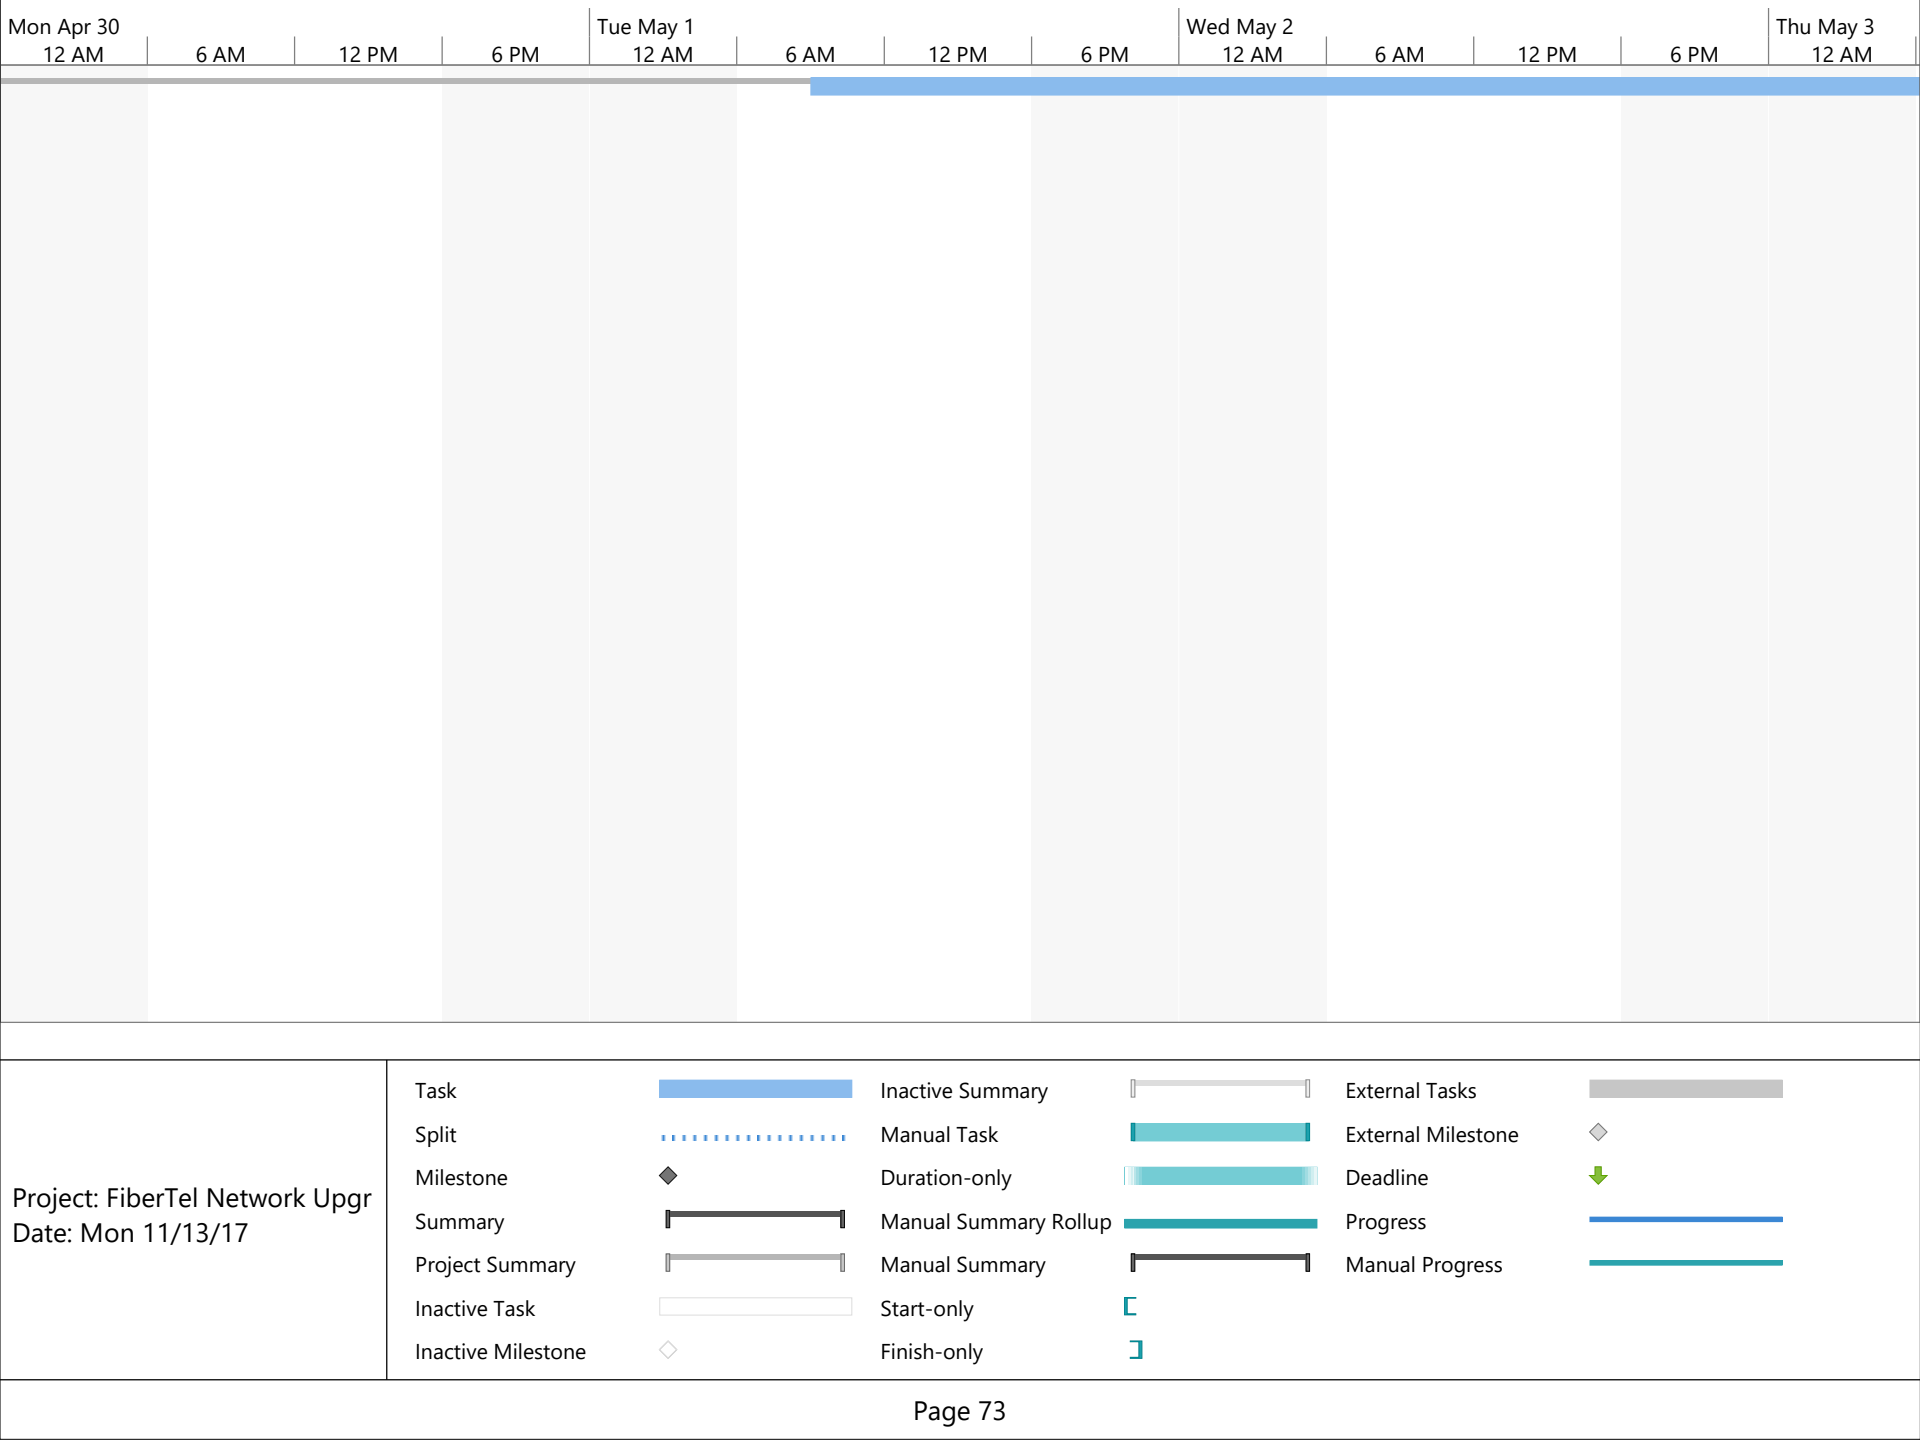 Mon Apr 30 Tue May 1 Wed May 2 Thu May 3
12 AM 6 AM 12 PM 6 PM 12 AM 6 AM 12 PM 6 PM 12 AM 6 AM 12 PM 6 PM 12 AM
Project: FiberTel Network Upgr
Date: Mon 11/13/17
Task
Split
Milestone
Summary
Project Summary
Inactive Task
Inactive Milestone
Inactive Summary
Manual Task
Duration-only
Manual Summary Rollup
Manual Summary
Start-only
Finish-only
External Tasks
External Milestone
Deadline
Progress
Manual Progress
Page 73